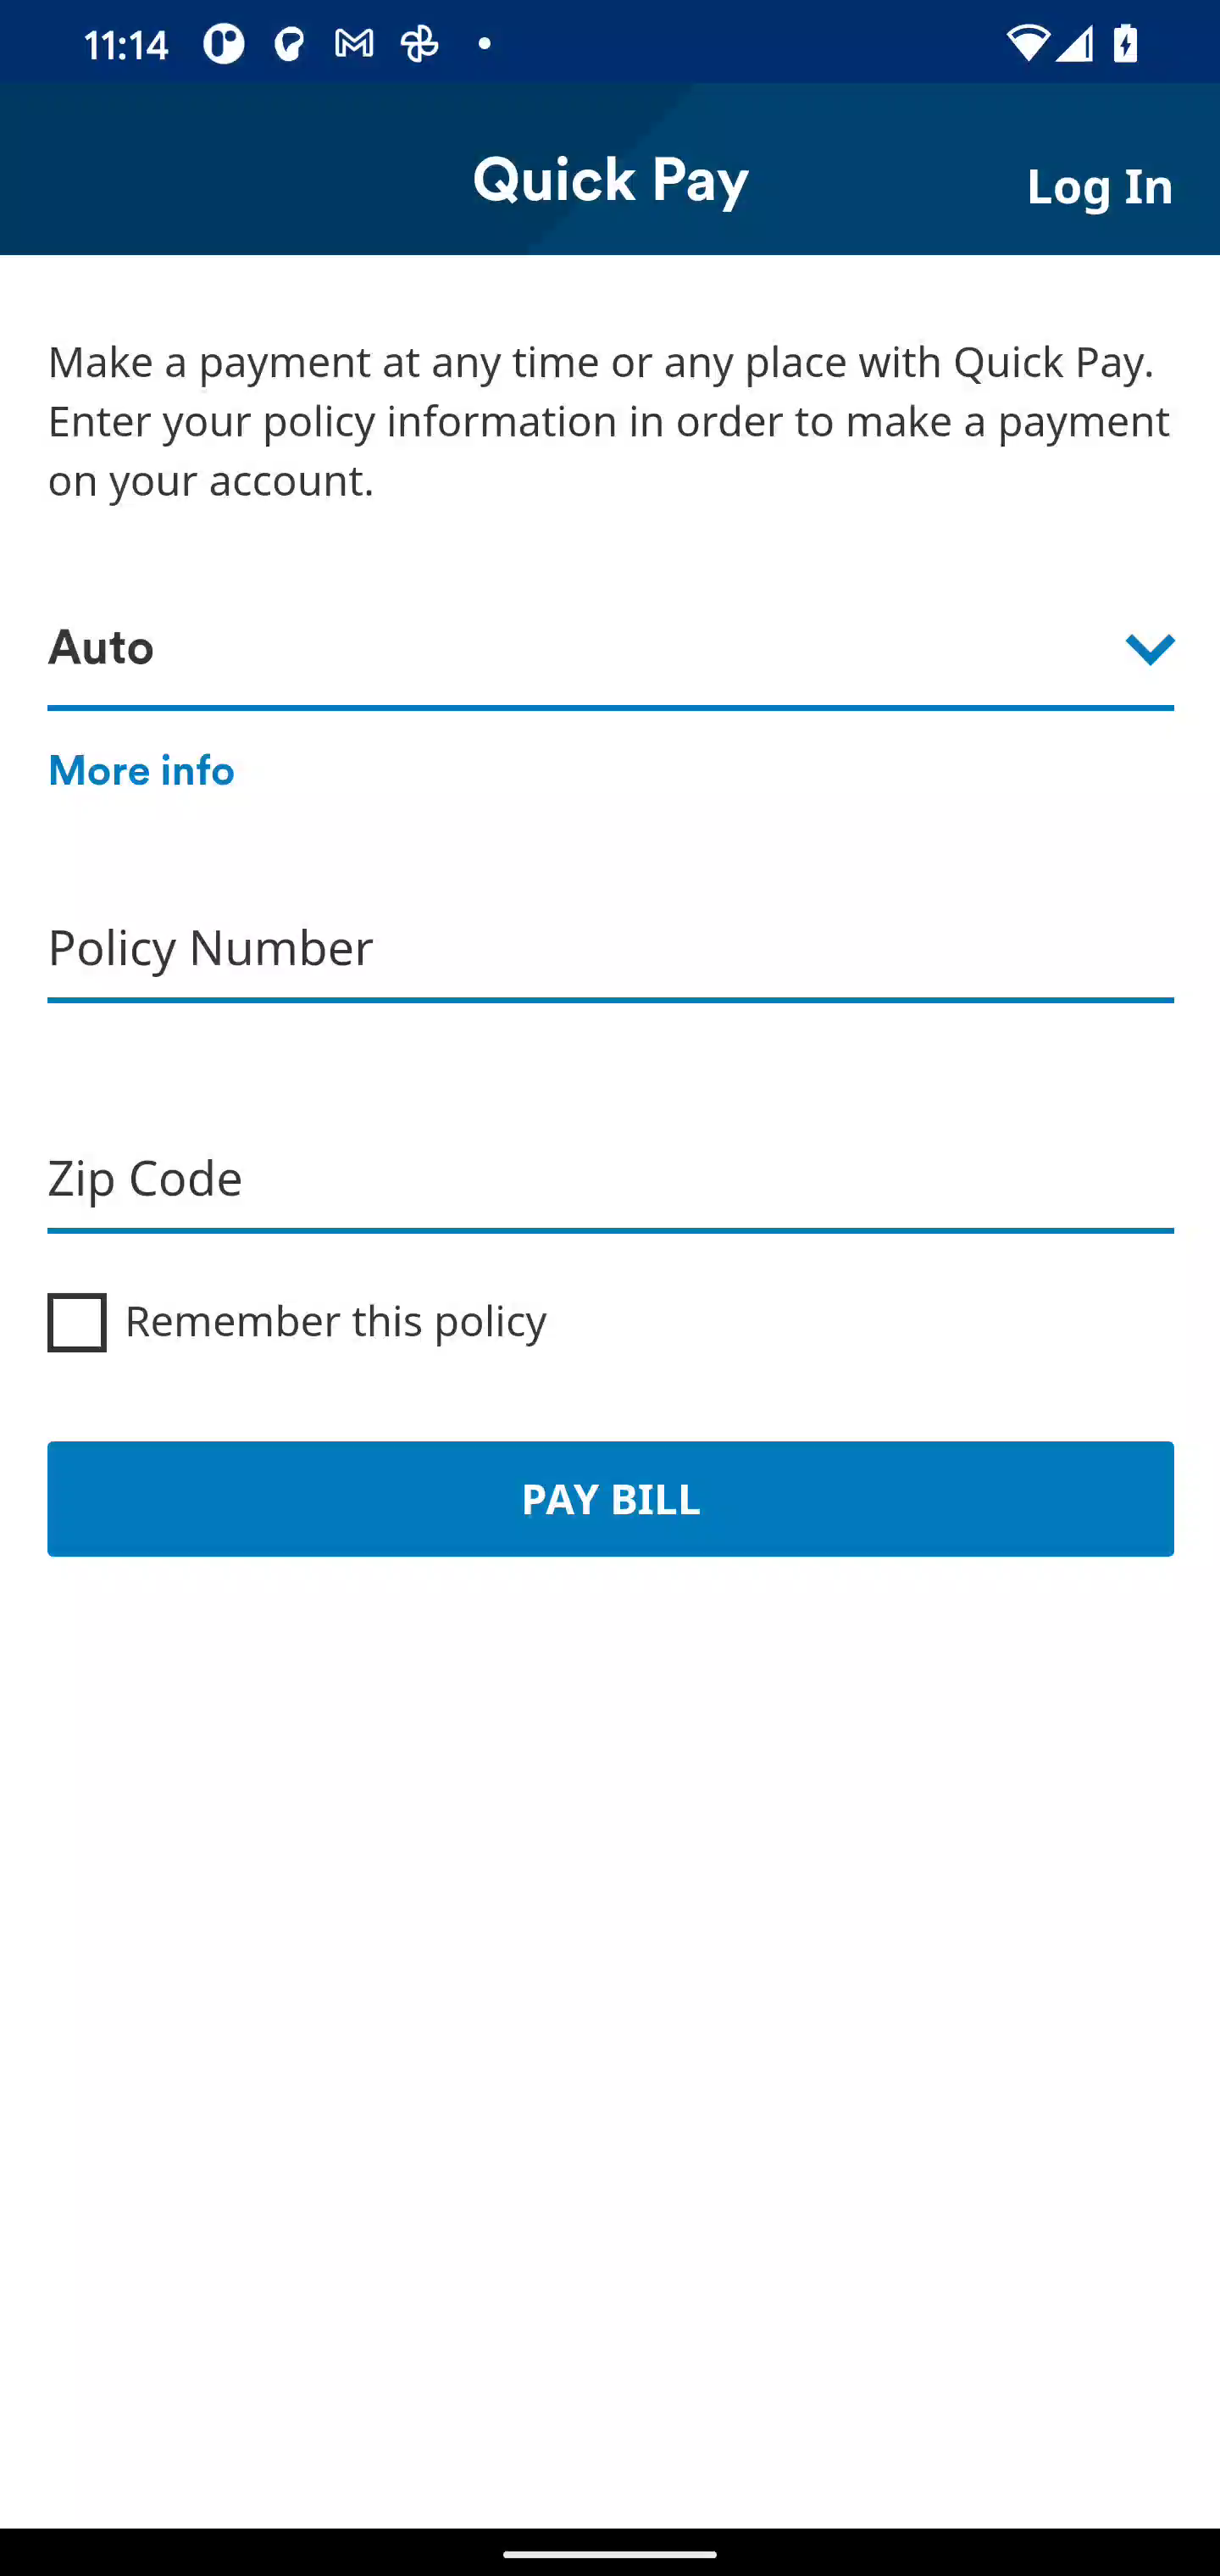 11:14
Quick Pay
Log In
Make a payment at any time or any place with Quick Pay.
Enter your policy information in order to make a payment
on your account.
Auto
More info
Policy Number
Zip Code
Remember this policy
PAY BILL